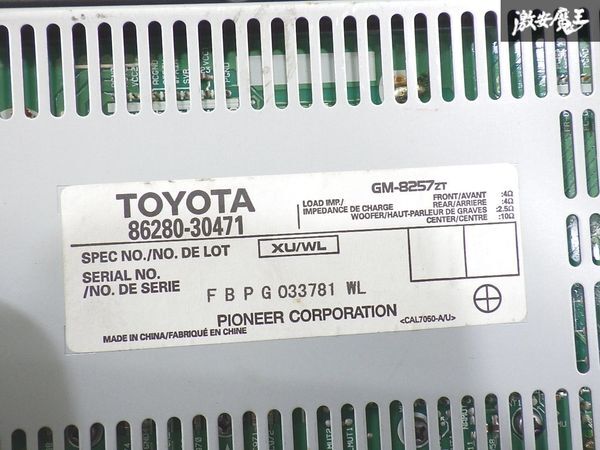 激安魔王
TOYOTA
86280-30471
GM-8257ZT
LOAD IMP./
IMPEDANCE DE CHARGE
FRONT/AVANT :4Ω
REAR/ARRIERE :4Ω
WOOFER/HAUT-PARLEUR DE GRAVES :2.5Ω
CENTER/CENTRE :10Ω
SPEC NO./NO. DE LOT XU/WL
SERIAL NO.
/NO. DE SERIE
FBPG033781 WL
PIONEER CORPORATION
MADE IN CHINA/FABRIQUÉ EN CHINE
<CAL7050-A/U>